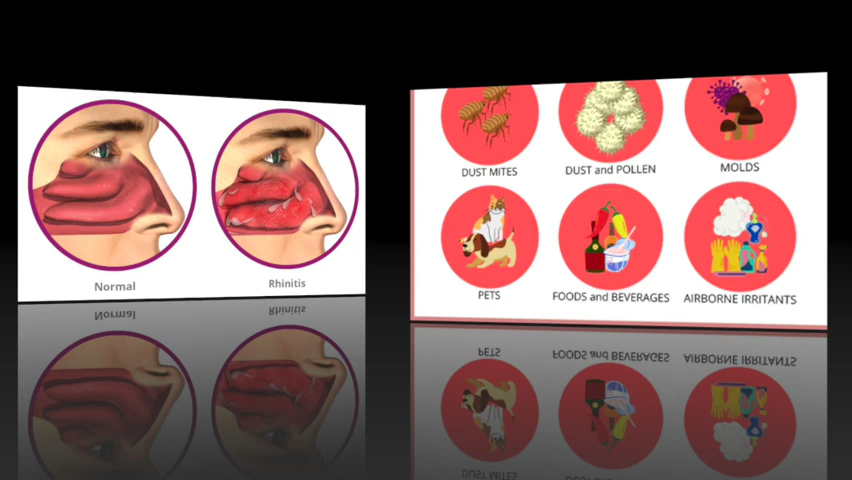 Normal
Rhinitis
DUST MITES
DUST and POLLEN
MOLDS
PETS
FOODS and BEVERAGES
AIRBORNE IRRITANTS